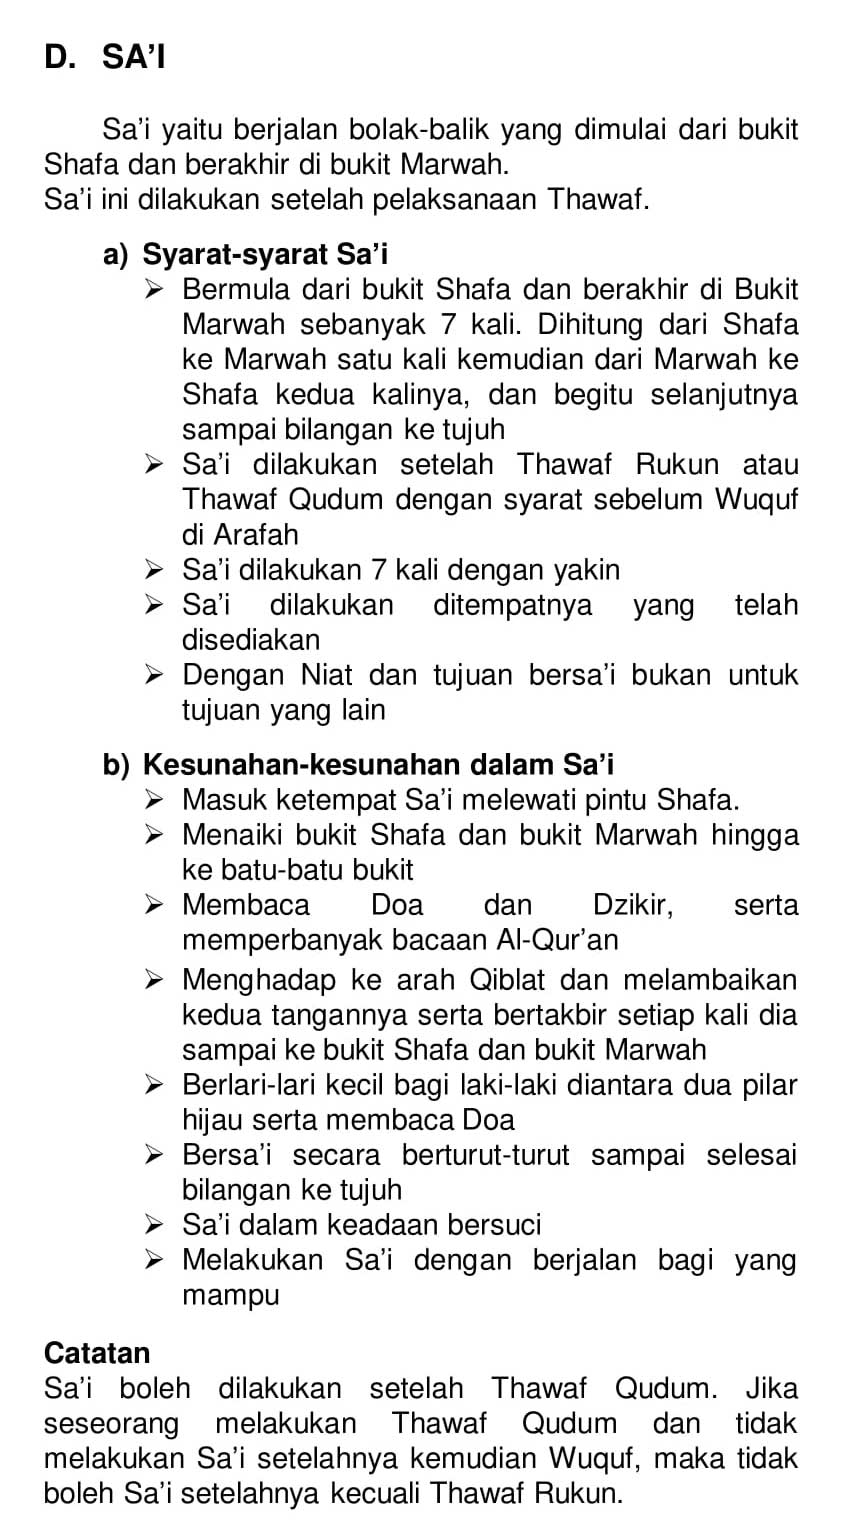 D. SA'I
Sa'i yaitu berjalan bolak-balik yang dimulai dari bukit
Shafa dan berakhir di bukit Marwah.
Sa'i ini dilakukan setelah pelaksanaan Thawaf.
a) Syarat-syarat Sa'i
➢ Bermula dari bukit Shafa dan berakhir di Bukit
Marwah sebanyak 7 kali. Dihitung dari Shafa
ke Marwah satu kali kemudian dari Marwah ke
Shafa kedua kalinya, dan begitu selanjutnya
sampai bilangan ke tujuh
➢ Sa'i dilakukan setelah Thawaf Rukun atau
Thawaf Qudum dengan syarat sebelum Wuquf
di Arafah
➢ Sa'i dilakukan 7 kali dengan yakin
➢ Sa'i dilakukan ditempatnya yang telah
disediakan
➢ Dengan Niat dan tujuan bersa'i bukan untuk
tujuan yang lain
b) Kesunahan-kesunahan dalam Sa'i
➢ Masuk ketempat Sa'i melewati pintu Shafa.
➢ Menaiki bukit Shafa dan bukit Marwah hingga
ke batu-batu bukit
➢ Membaca Doa dan Dzikir, serta
memperbanyak bacaan Al-Qur'an
➢ Menghadap ke arah Qiblat dan melambaikan
kedua tangannya serta bertakbir setiap kali dia
sampai ke bukit Shafa dan bukit Marwah
➢ Berlari-lari kecil bagi laki-laki diantara dua pilar
hijau serta membaca Doa
➢ Bersa'i secara berturut-turut sampai selesai
bilangan ke tujuh
➢ Sa'i dalam keadaan bersuci
➢ Melakukan Sa'i dengan berjalan bagi yang
mampu
Catatan
Sa'i boleh dilakukan setelah Thawaf Qudum. Jika
seseorang melakukan Thawaf Qudum dan tidak
melakukan Sa'i setelahnya kemudian Wuquf, maka tidak
boleh Sa'i setelahnya kecuali Thawaf Rukun.